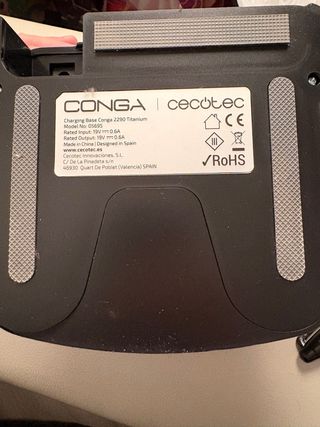 CONGA | cecotec
Charging Base Conga 2290 Titanium
Model No: 05695
Rated Input: 19V ⎓ 0.6A
Rated Output: 19V ⎓ 0.6A
Made in China | Designed in Spain
www.cecotec.es
Cecotec Innovaciones, S.L.
C/ De La Pinadeta s/n
46930 Quart De Poblet (Valencia) SPAIN
CE
III
✓RoHS